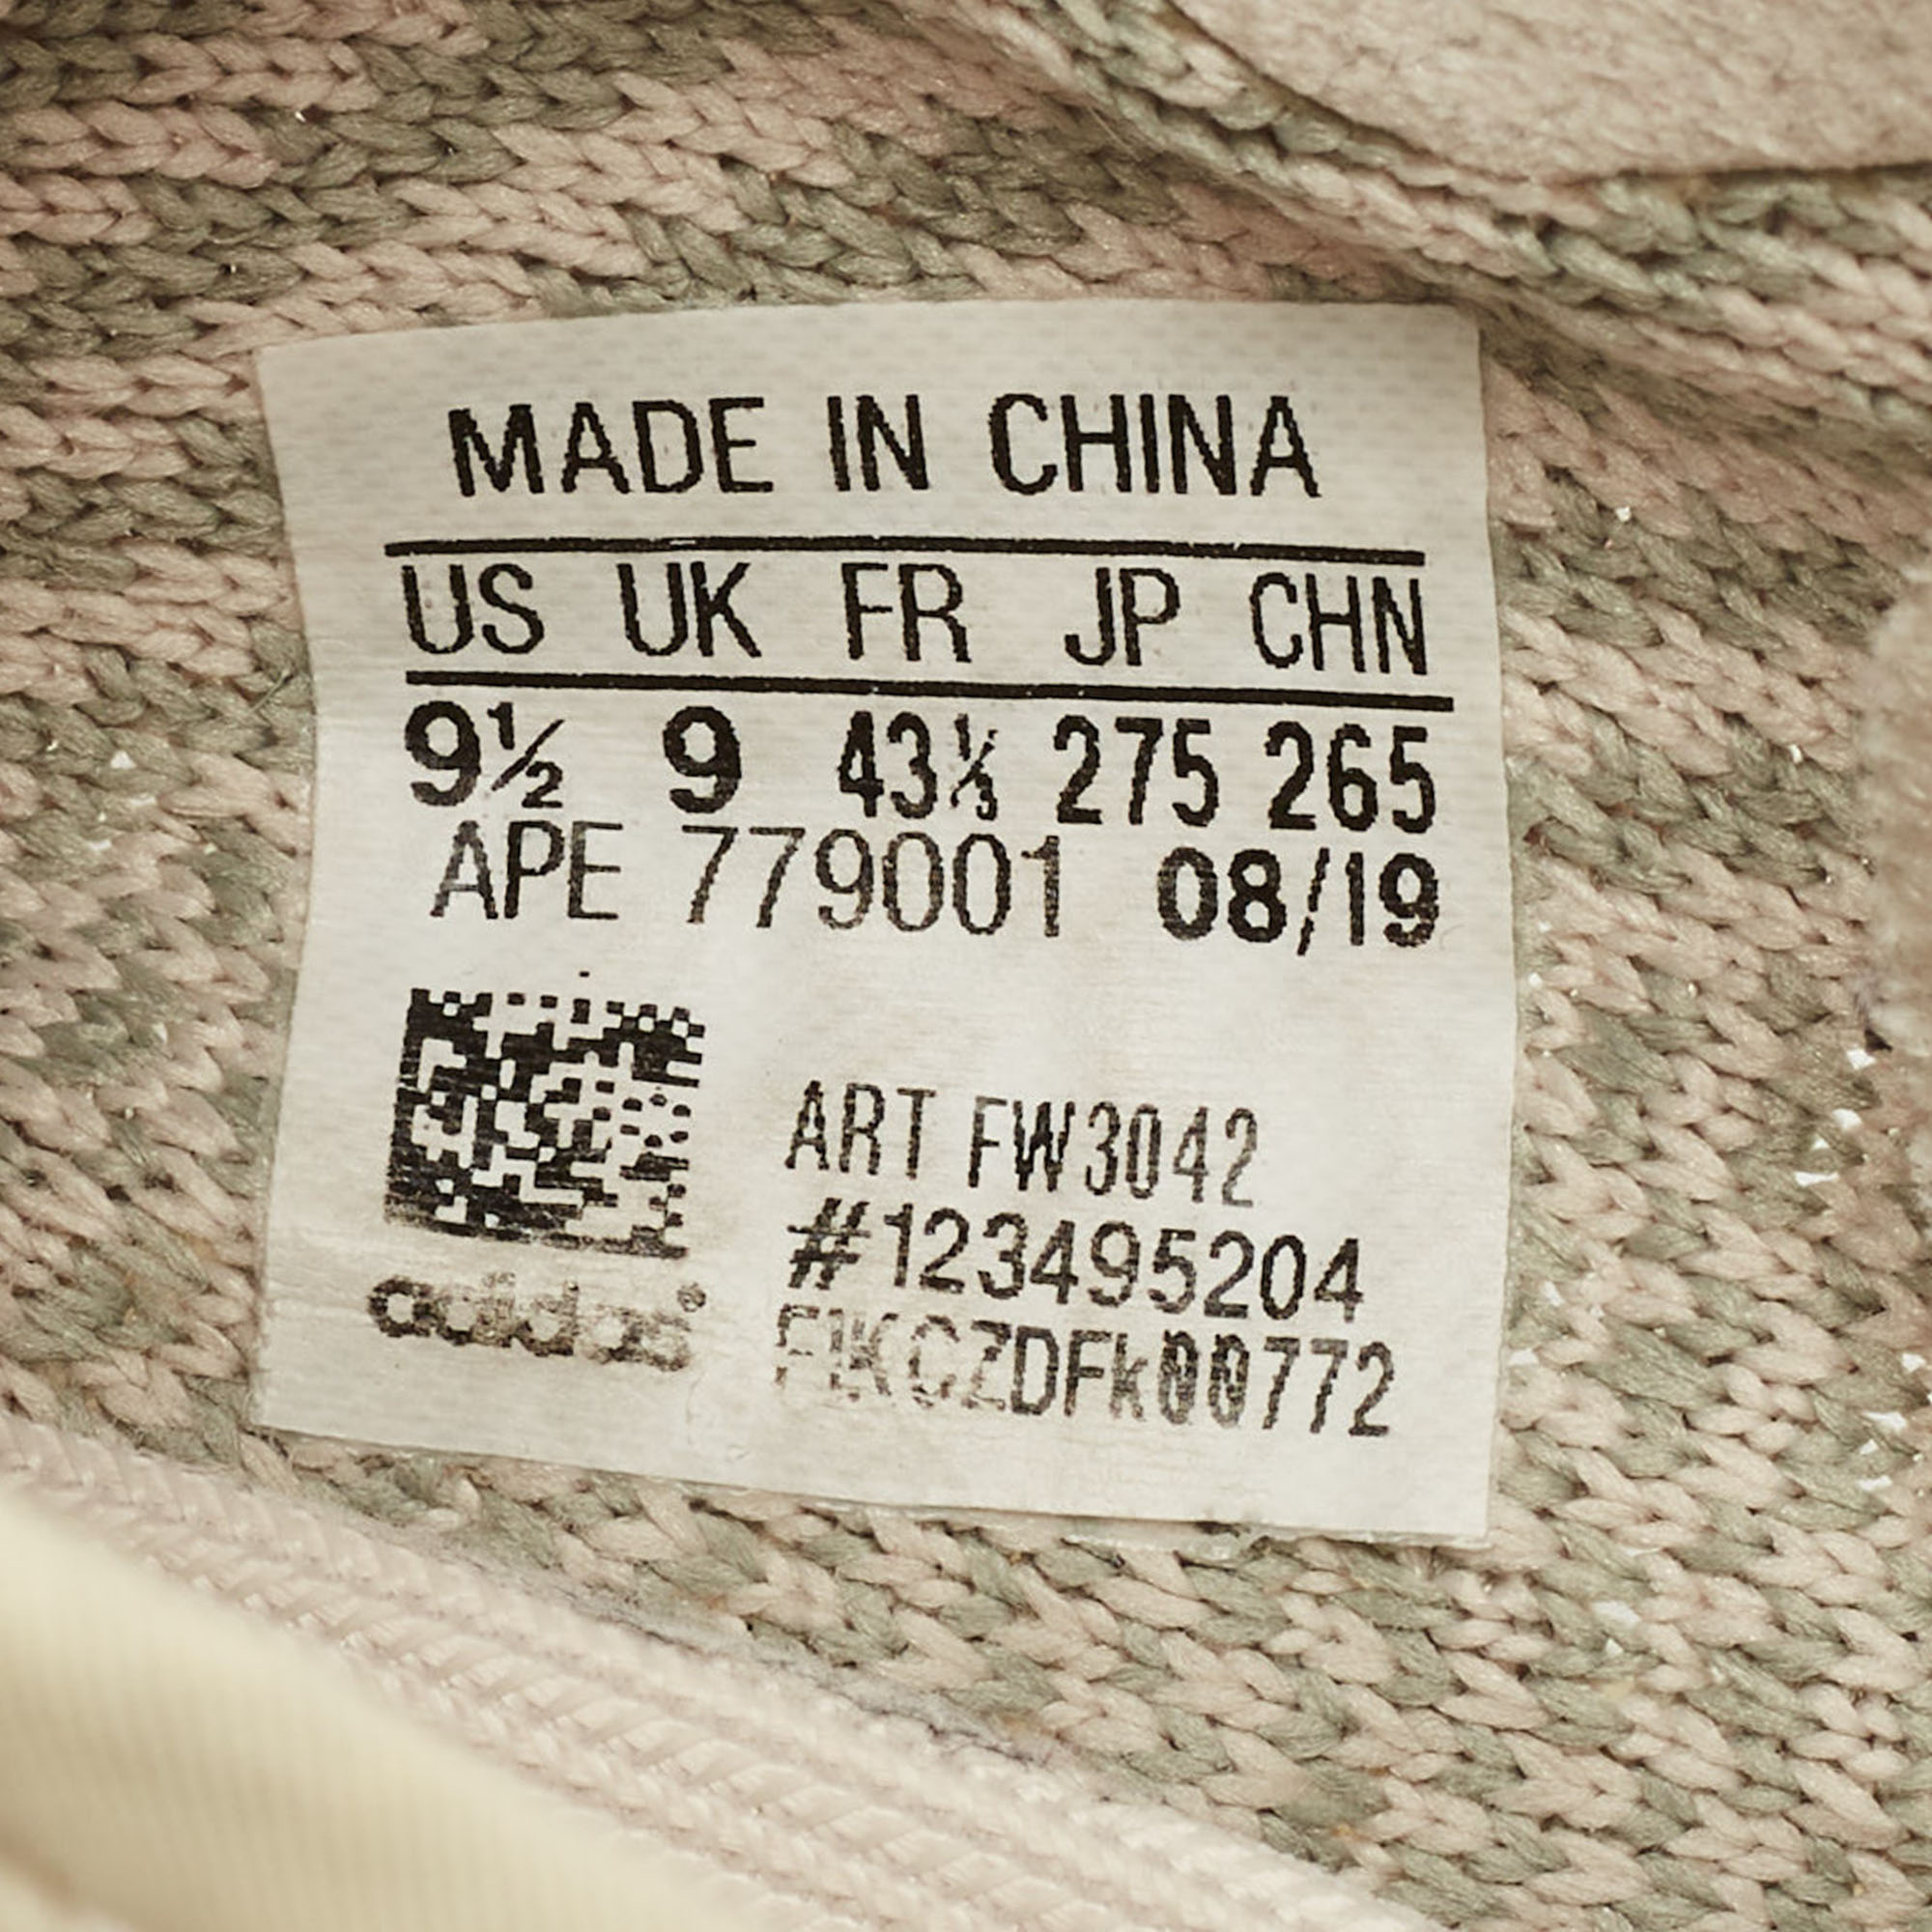 MADE IN CHINA
US UK FR JP CHN
9½ 9 43⅓ 275 265
APE 779001 08/19
ART FW3042
#123495204
adidas®